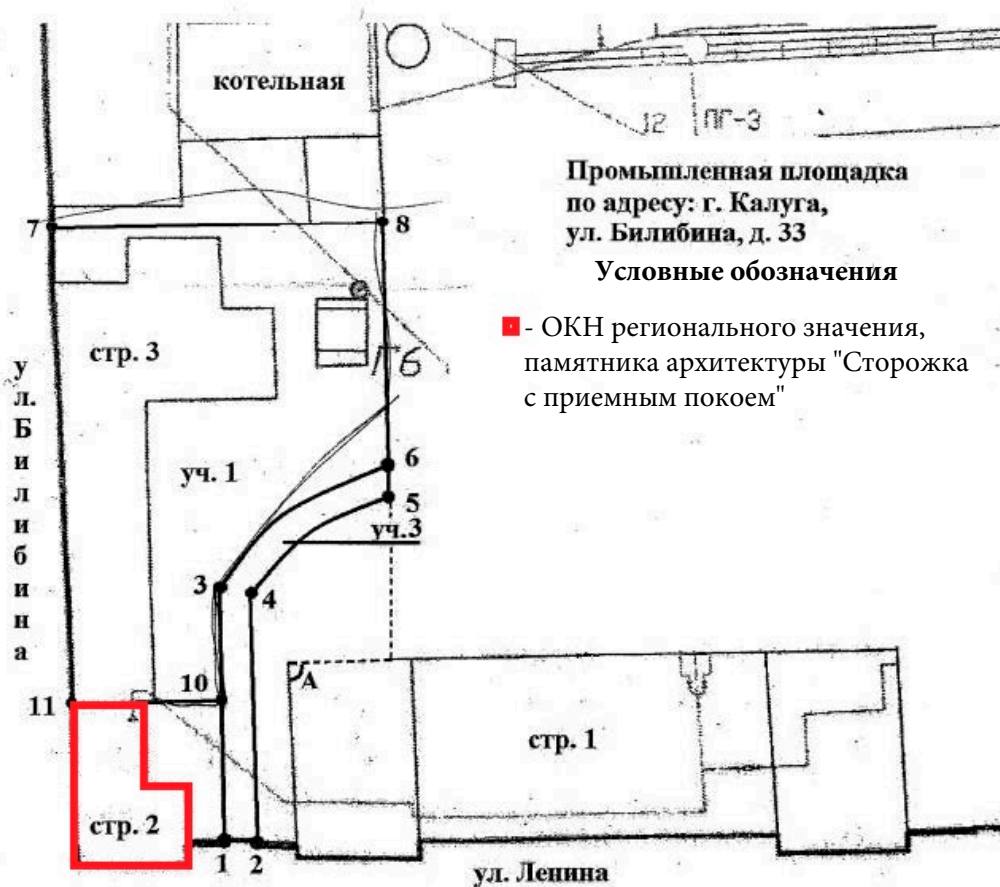 котельная
12
ПГ-3
Промышленная площадка
по адресу: г. Калуга,
ул. Билибина, д. 33
Условные обозначения
- ОКН регионального значения,
памятника архитектуры "Сторожка
с приемным покоем"
7
8
стр. 3
ул. Билибина
уч. 1
6
5
уч.3
3
4
10
11
А
стр. 1
стр. 2
1
2
ул. Ленина